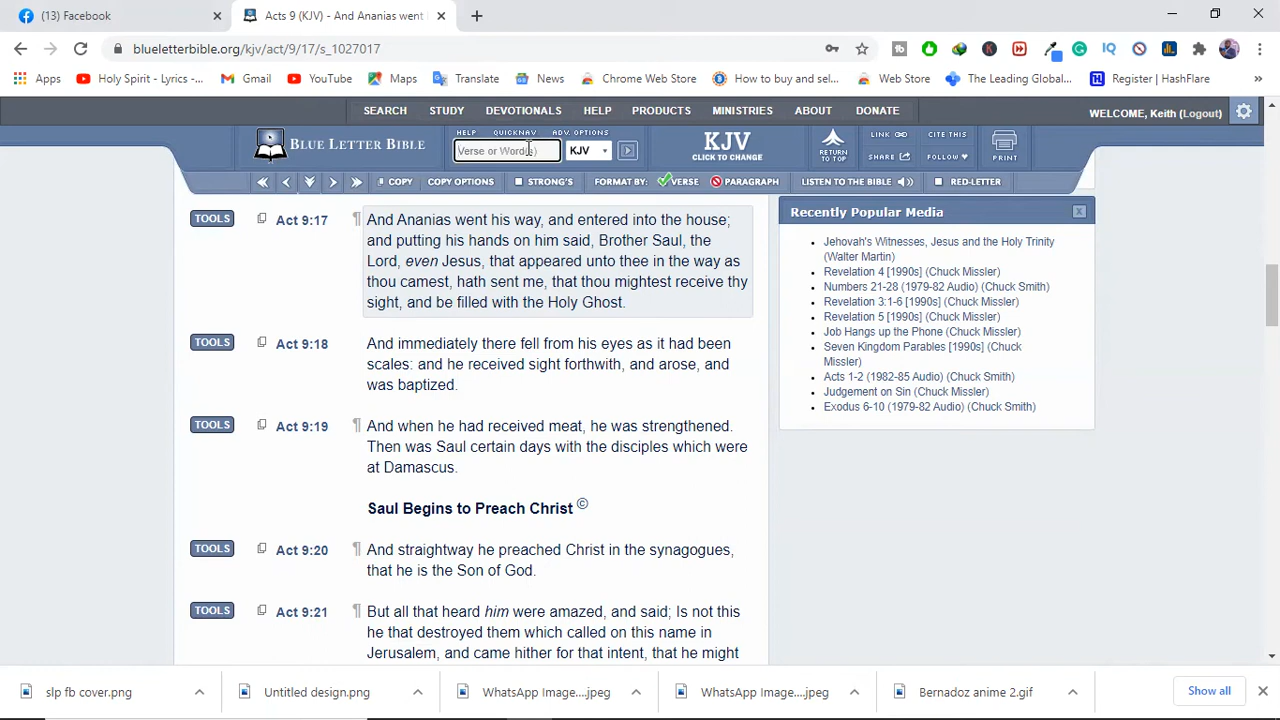 (13) Facebook
Acts 9 (KJV) - And Ananias went
blueletterbible.org/kjv/act/9/17/s_1027017
Apps
Holy Spirit - Lyrics -...
Gmail
YouTube
Maps
Translate
News
Chrome Web Store
How to buy and sel...
Web Store
The Leading Global...
Register | HashFlare
»
SEARCH
STUDY
DEVOTIONALS
HELP
PRODUCTS
MINISTRIES
ABOUT
DONATE
WELCOME, Keith (Logout)
BLUE LETTER BIBLE
HELP
QUICKNAV
ADV. OPTIONS
Verse or Word(s)
KJV
KJV
CLICK TO CHANGE
RETURN
TO TOP
LINK
CITE THIS
SHARE
FOLLOW
PRINT
COPY
COPY OPTIONS
STRONG'S
FORMAT BY:
VERSE
PARAGRAPH
LISTEN TO THE BIBLE
RED-LETTER
TOOLS
Act 9:17
¶ And Ananias went his way, and entered into the house;
and putting his hands on him said, Brother Saul, the
Lord, even Jesus, that appeared unto thee in the way as
thou camest, hath sent me, that thou mightest receive thy
sight, and be filled with the Holy Ghost.
TOOLS
Act 9:18
And immediately there fell from his eyes as it had been
scales: and he received sight forthwith, and arose, and
was baptized.
TOOLS
Act 9:19
¶ And when he had received meat, he was strengthened.
Then was Saul certain days with the disciples which were
at Damascus.
Saul Begins to Preach Christ ©
TOOLS
Act 9:20
¶ And straightway he preached Christ in the synagogues,
that he is the Son of God.
TOOLS
Act 9:21
¶ But all that heard him were amazed, and said; Is not this
he that destroyed them which called on this name in
Jerusalem, and came hither for that intent, that he might
Recently Popular Media
x
Jehovah's Witnesses, Jesus and the Holy Trinity
(Walter Martin)
Revelation 4 [1990s] (Chuck Missler)
Numbers 21-28 (1979-82 Audio) (Chuck Smith)
Revelation 3:1-6 [1990s] (Chuck Missler)
Revelation 5 [1990s] (Chuck Missler)
Job Hangs up the Phone (Chuck Missler)
Seven Kingdom Parables [1990s] (Chuck
Missler)
Acts 1-2 (1982-85 Audio) (Chuck Smith)
Judgement on Sin (Chuck Missler)
Exodus 6-10 (1979-82 Audio) (Chuck Smith)
slp fb cover.png
Untitled design.png
WhatsApp Image....jpeg
WhatsApp Image....jpeg
Bernadoz anime 2.gif
Show all